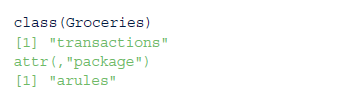 class(Groceries)
[1] "transactions"
attr(,"package")
[1] "arules"